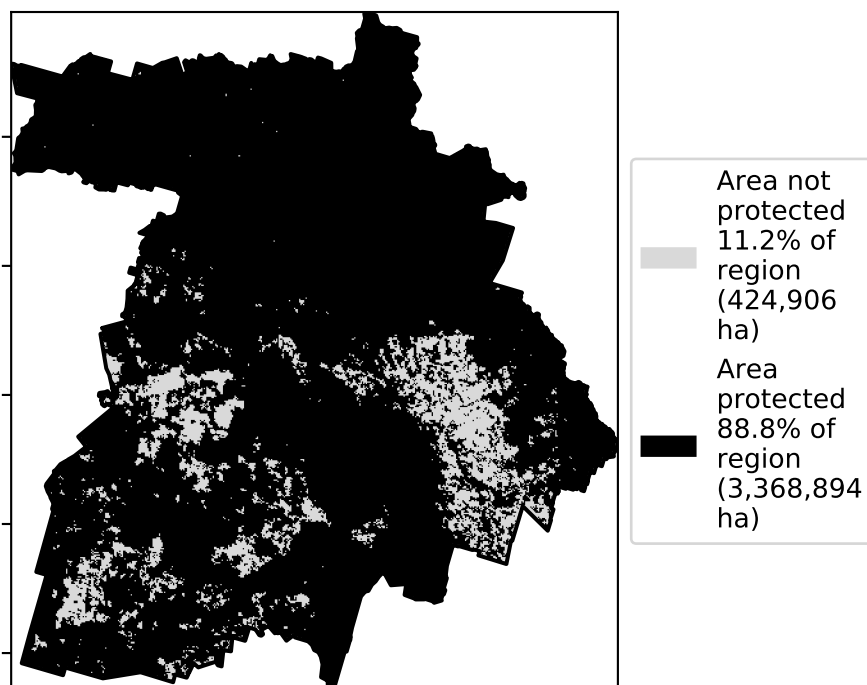 Area not
protected
11.2% of
region
(424,906
ha)
Area
protected
88.8% of
region
(3,368,894
ha)